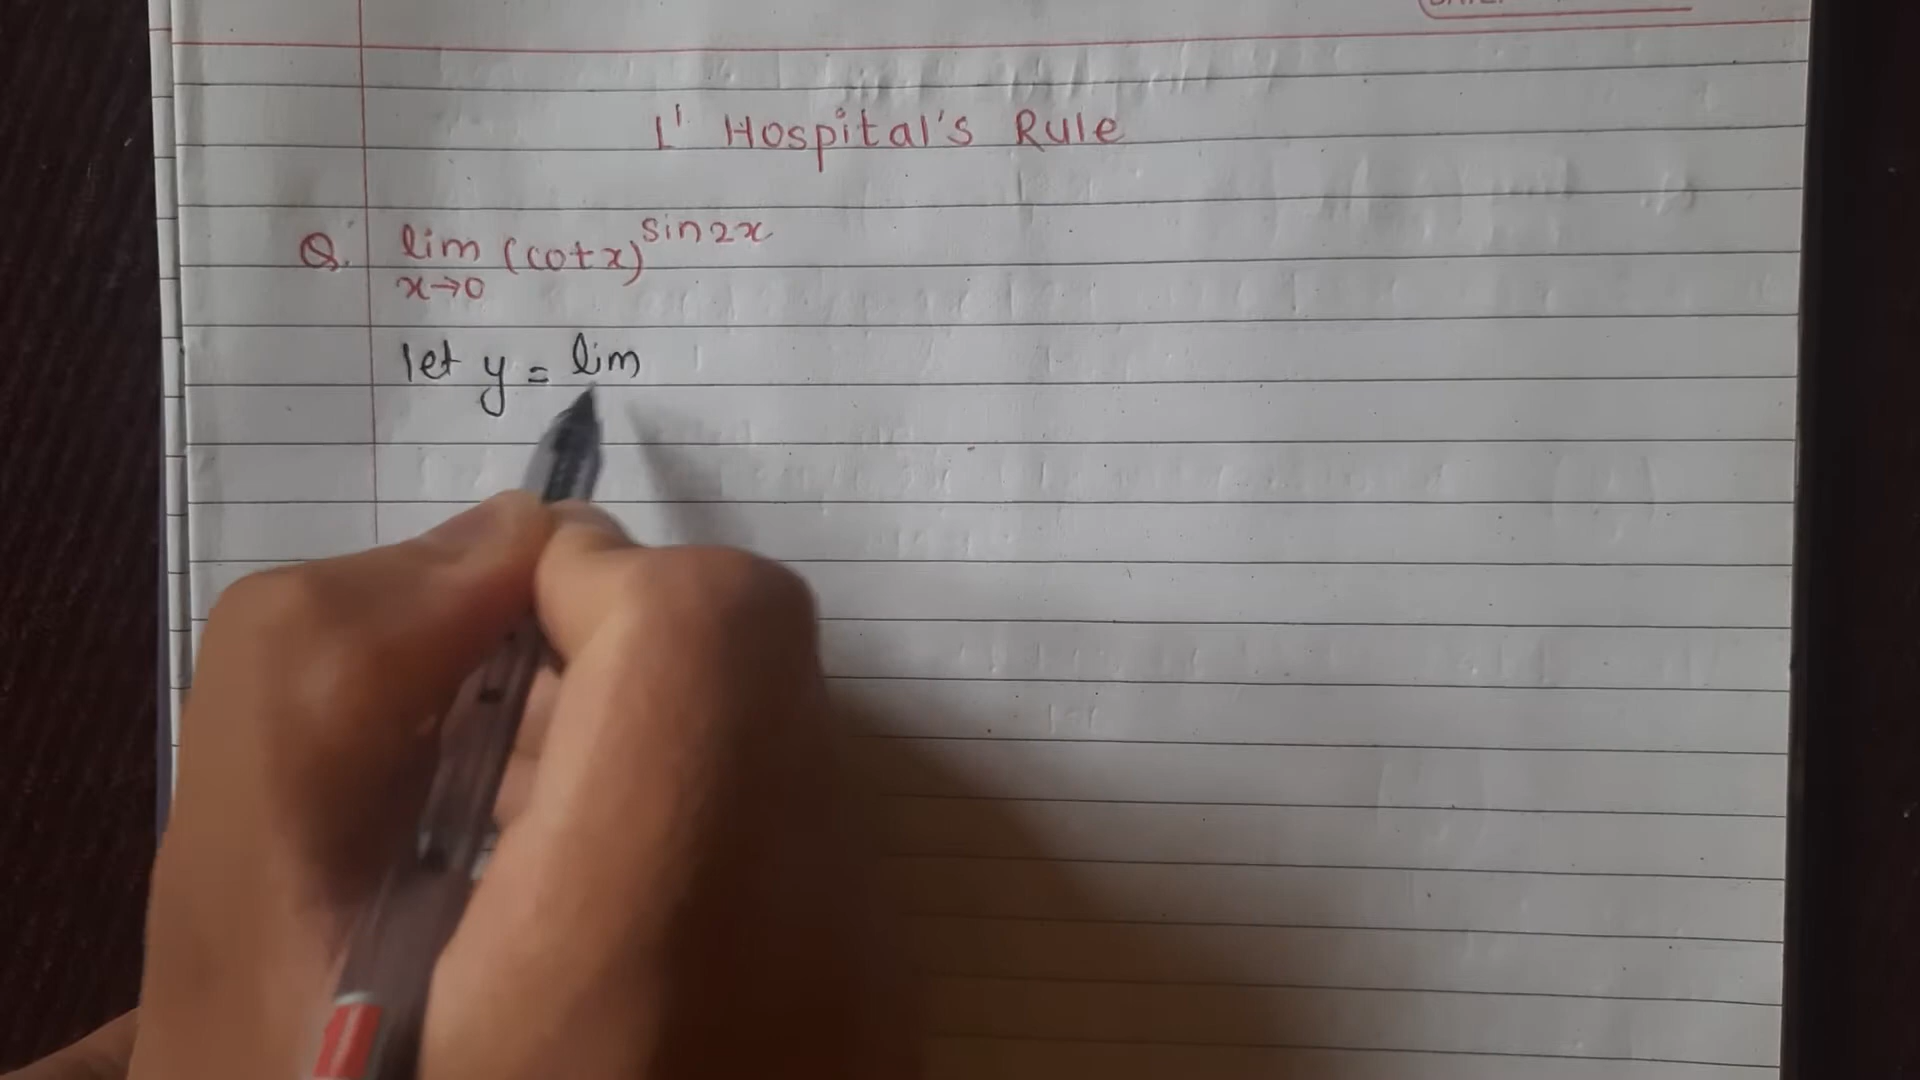 L' Hospital's Rule
Q. lim (cotx)^sin2x
x→0
let y = lim